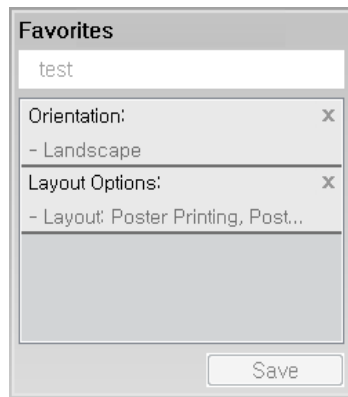 Favorites
test
Orientation: x
- Landscape
Layout Options: x
- Layout: Poster Printing, Post...
Save